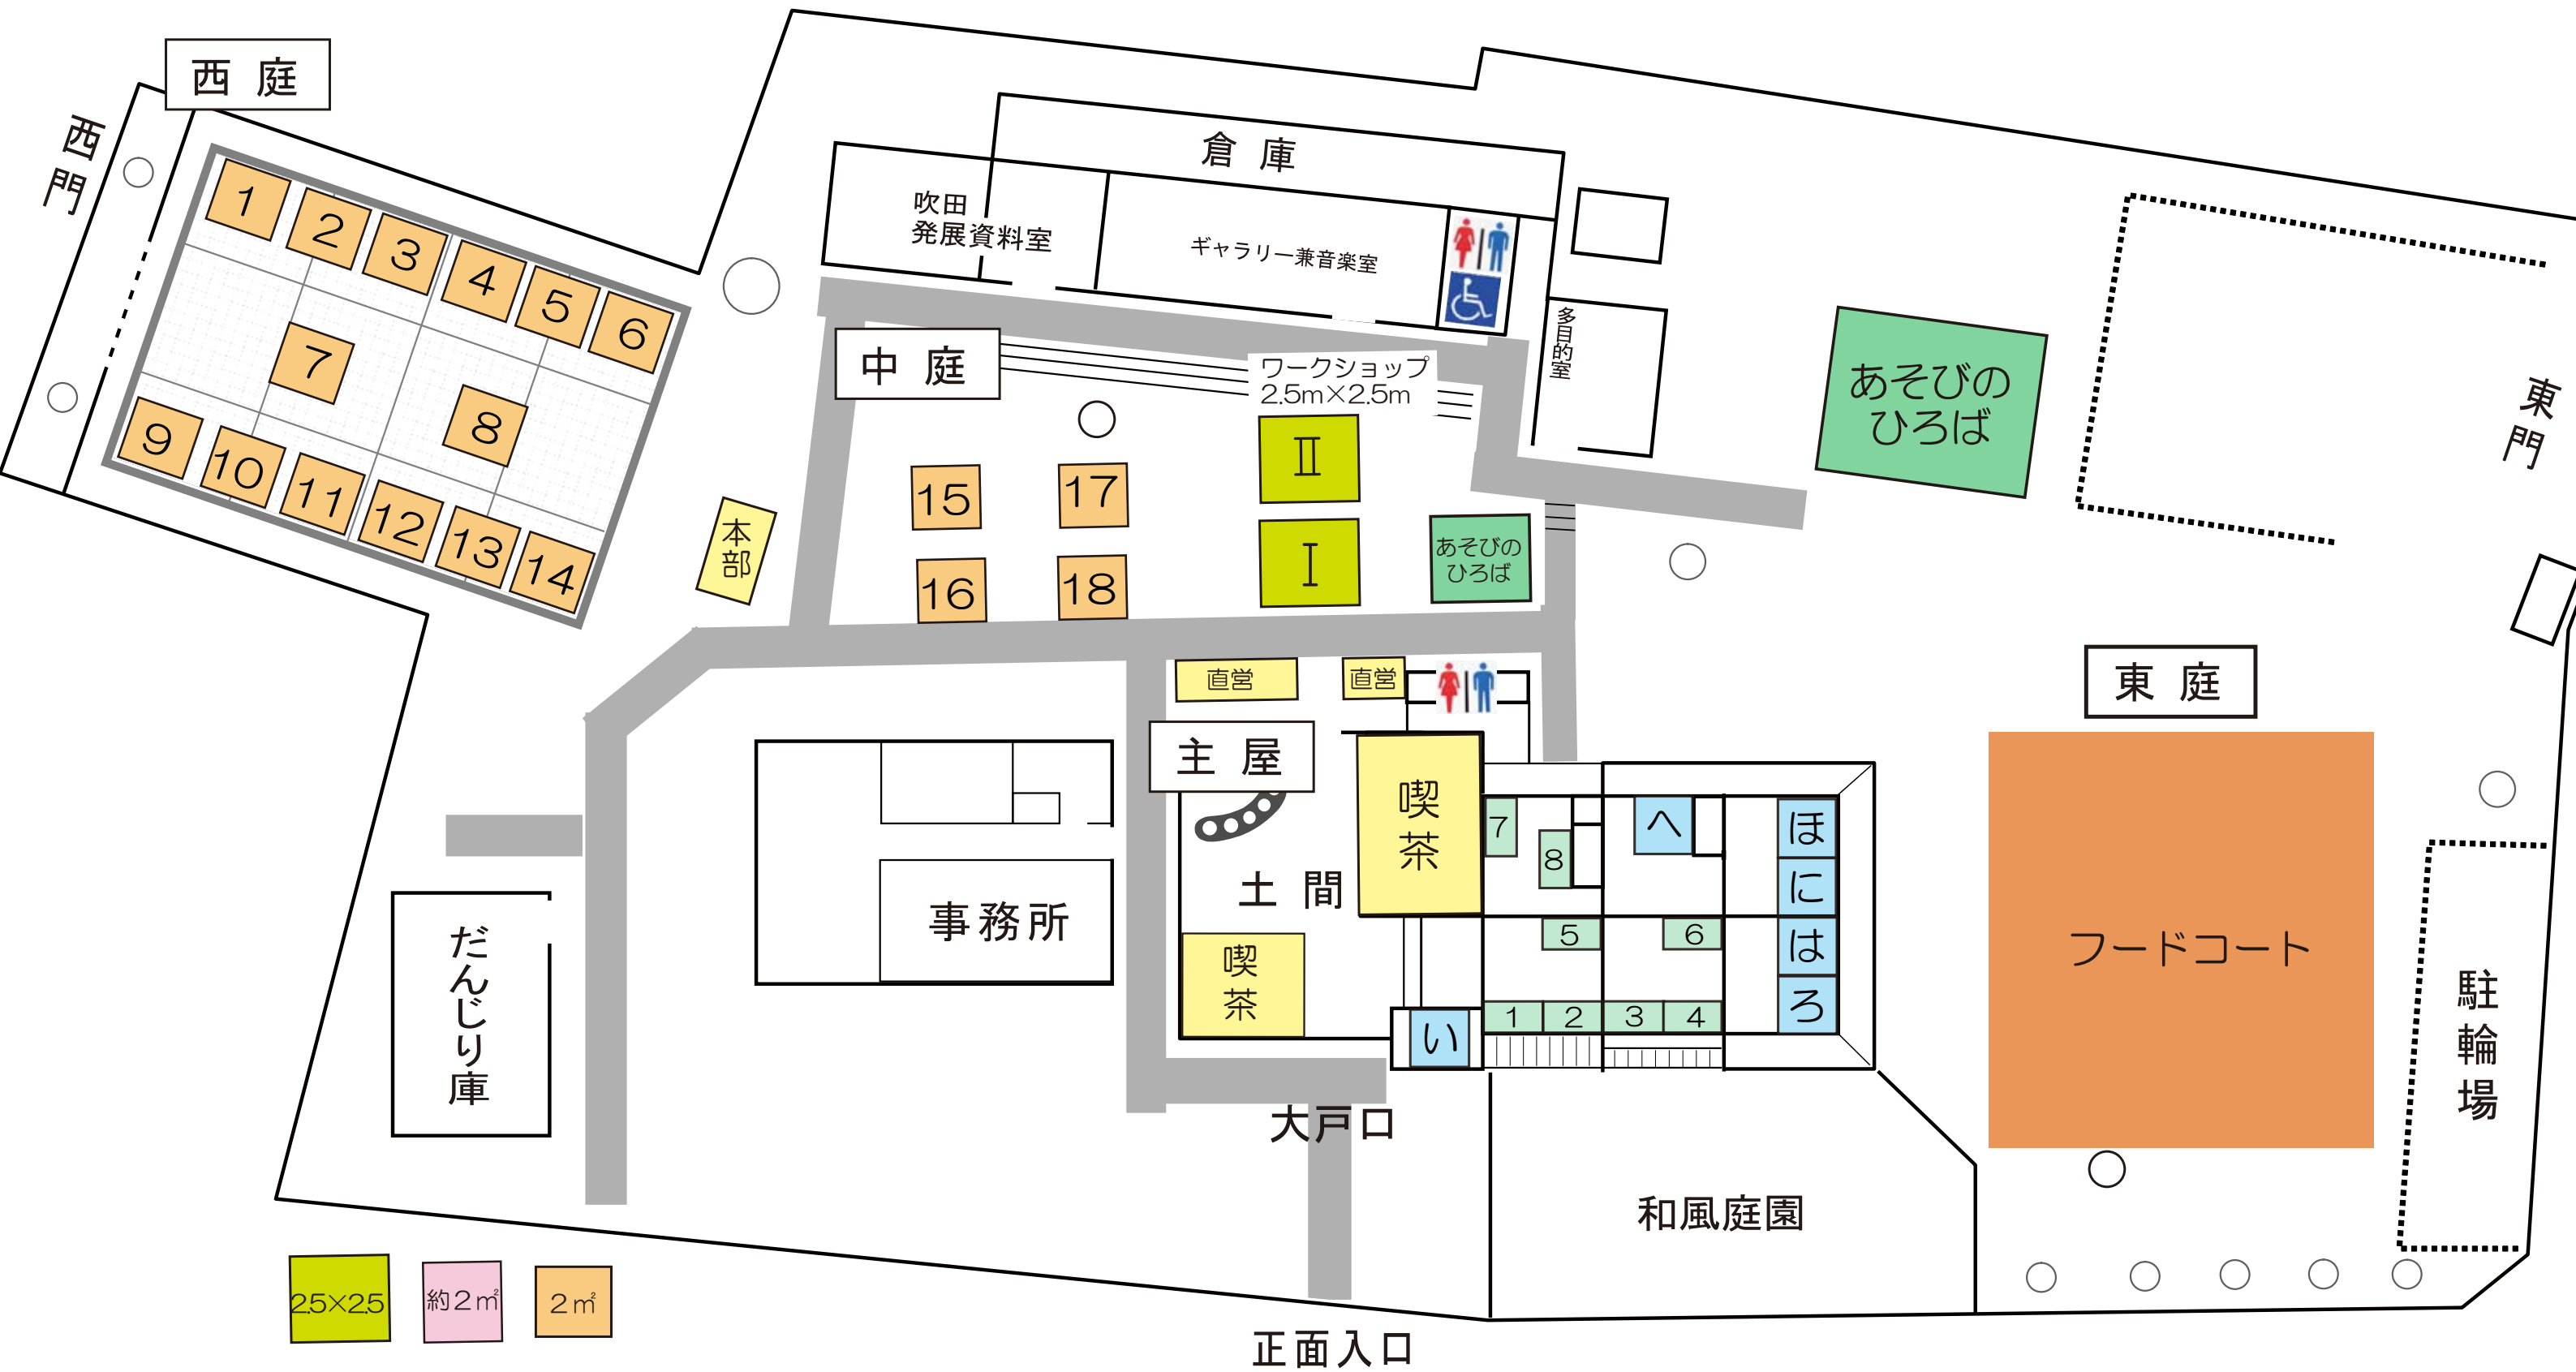 西庭
西門
1
2
3
4
5
6
7
8
9
10
11
12
13
14
倉庫
吹田
発展資料室
ギャラリー兼音楽室
多目的室
中庭
ワークショップ
2.5m×2.5m
Ⅱ
Ⅰ
15
17
16
18
本部
あそびの
ひろば
あそびの
ひろば
東門
東庭
フードコート
駐輪場
直営
直営
主屋
喫茶
土間
喫茶
事務所
だんじり庫
7
8
へ
ほ
に
は
ろ
5
6
1
2
3
4
い
大戸口
和風庭園
正面入口
2.5×2.5
約2㎡
2㎡